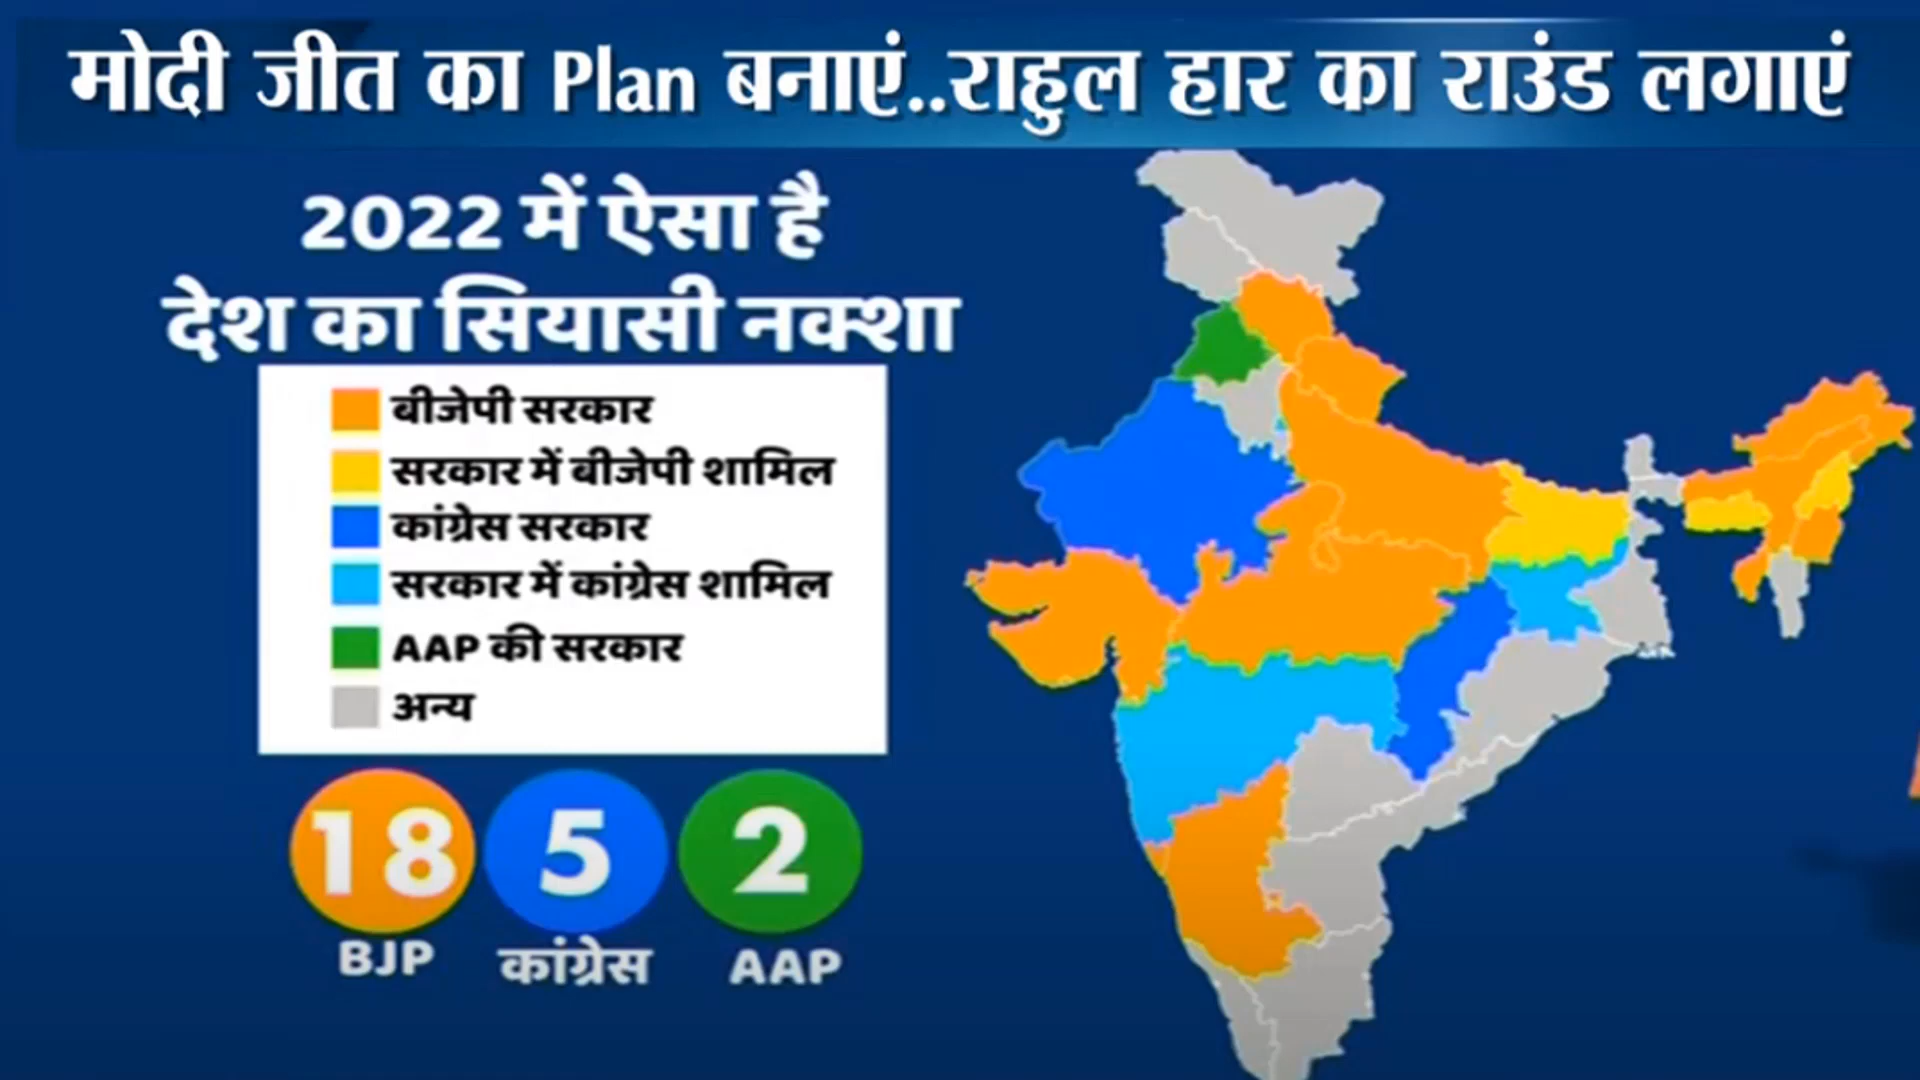 मोदी जीत का Plan बनाएं..राहुल हार का राउंड लगाएं
2022 में ऐसा है
देश का सियासी नक्शा
बीजेपी सरकार
सरकार में बीजेपी शामिल
कांग्रेस सरकार
सरकार में कांग्रेस शामिल
AAP की सरकार
अन्य
18 5 2
BJP कांग्रेस AAP